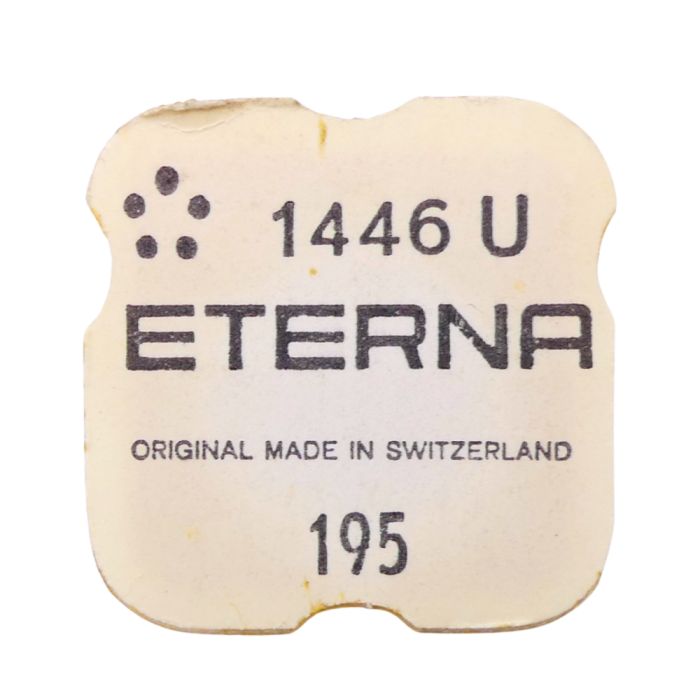 1446 U
ETERNA
ORIGINAL MADE IN SWITZERLAND
195